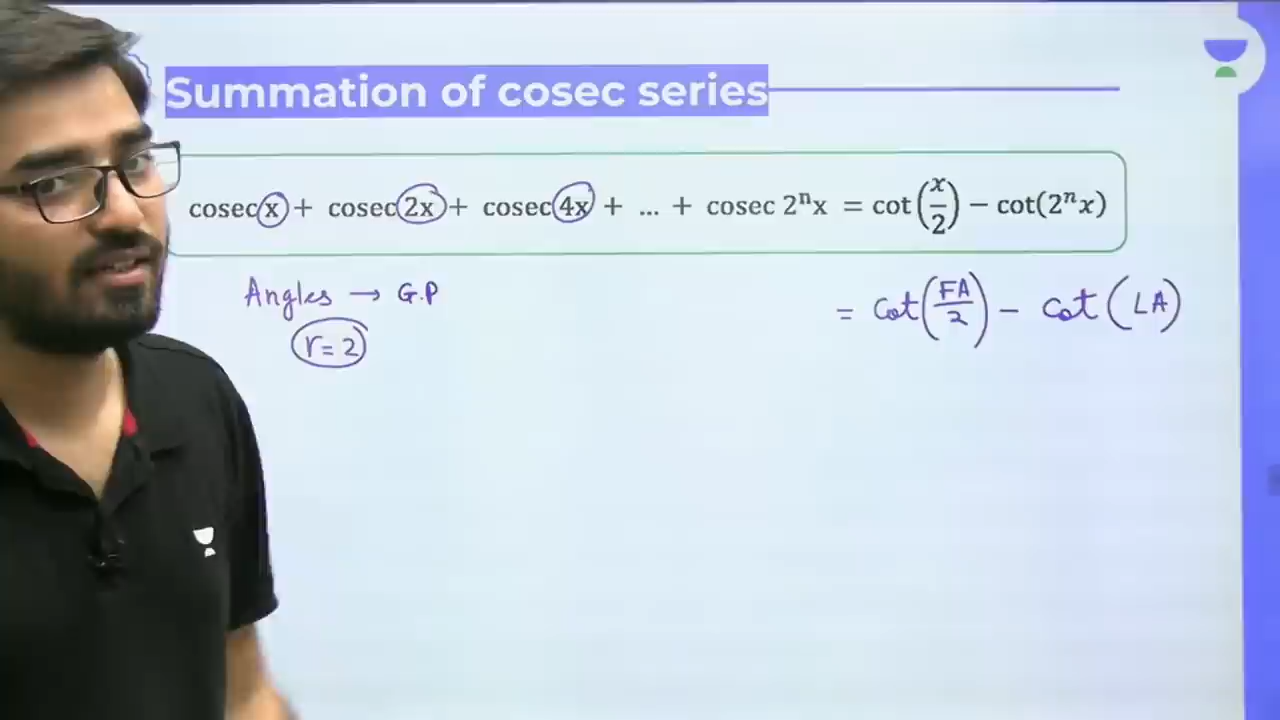 Summation of cosec series
cosec x + cosec 2x + cosec 4x + ... + cosec 2ⁿx = cot(x/2) − cot(2ⁿx)
Angles → G.P = Cot(FA/2) − Cot(LA)
r = 2